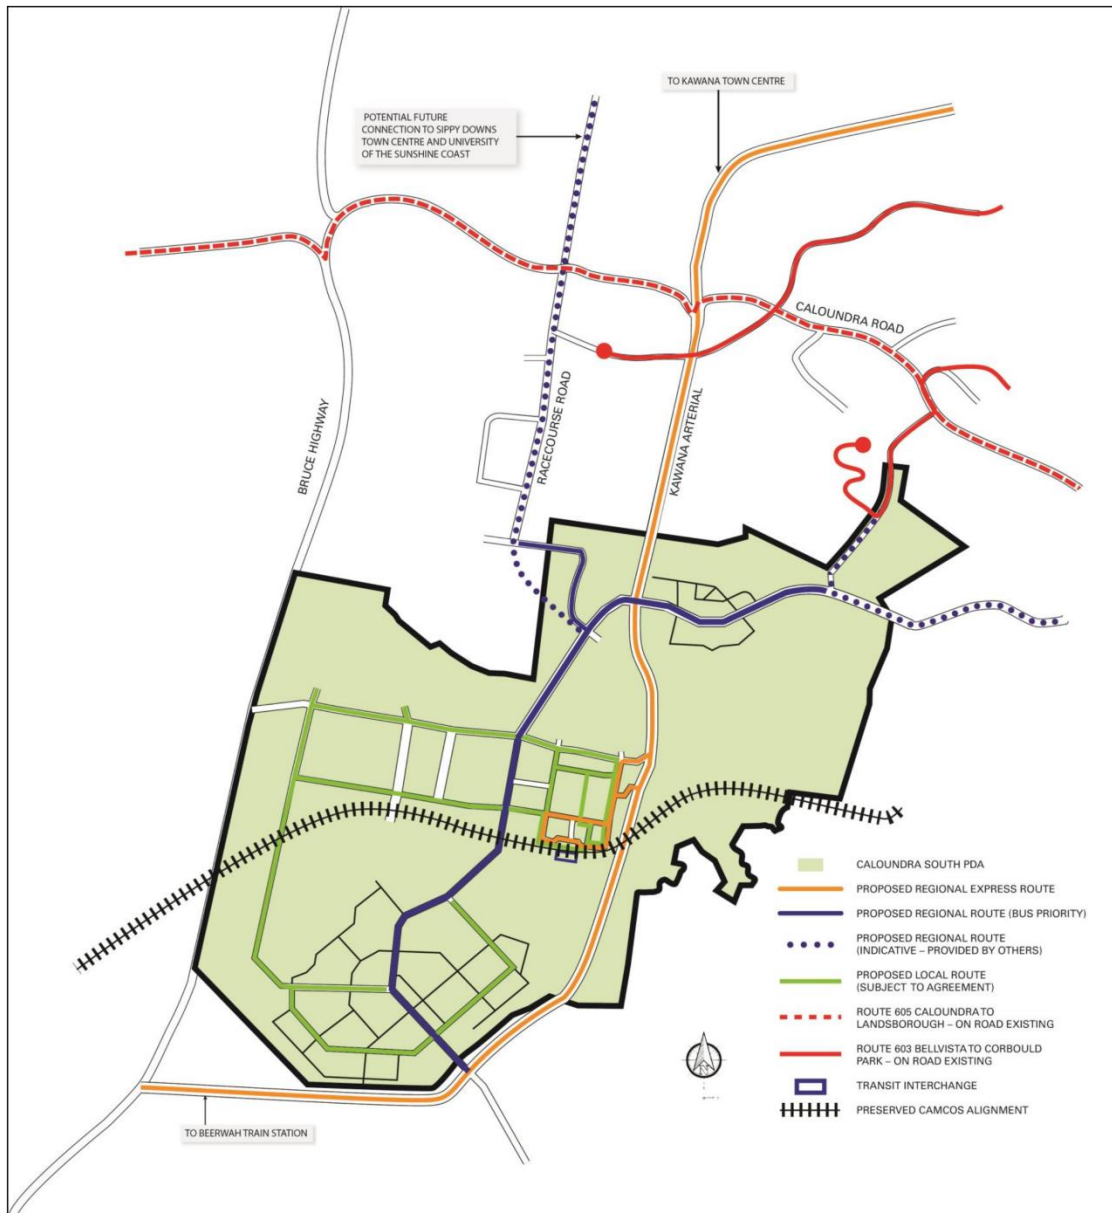 TO KAWANA TOWN CENTRE
POTENTIAL FUTURE
CONNECTION TO SIPPY DOWNS
TOWN CENTRE AND UNIVERSITY
OF THE SUNSHINE COAST
CALOUNDRA ROAD
BRUCE HIGHWAY
RACECOURSE ROAD
KAWANA ARTERIAL
CALOUNDRA SOUTH PDA
PROPOSED REGIONAL EXPRESS ROUTE
PROPOSED REGIONAL ROUTE (BUS PRIORITY)
PROPOSED REGIONAL ROUTE
(INDICATIVE – PROVIDED BY OTHERS)
PROPOSED LOCAL ROUTE
(SUBJECT TO AGREEMENT)
ROUTE 605 CALOUNDRA TO
LANDSBOROUGH – ON ROAD EXISTING
ROUTE 603 BELLVISTA TO CORBOULD
PARK – ON ROAD EXISTING
TRANSIT INTERCHANGE
PRESERVED CAMCOS ALIGNMENT
TO BEERWAH TRAIN STATION